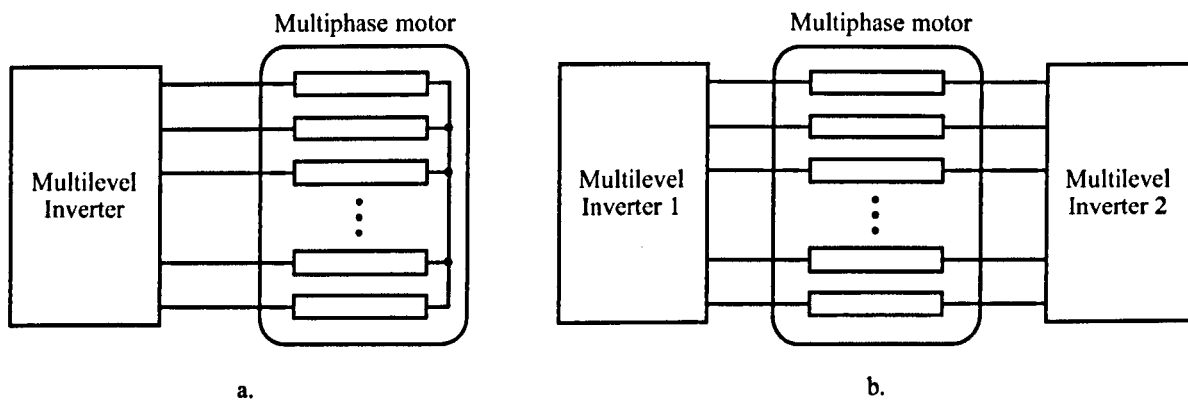 Multiphase motor
Multilevel
Inverter
a.
Multiphase motor
Multilevel
Inverter 1
Multilevel
Inverter 2
b.